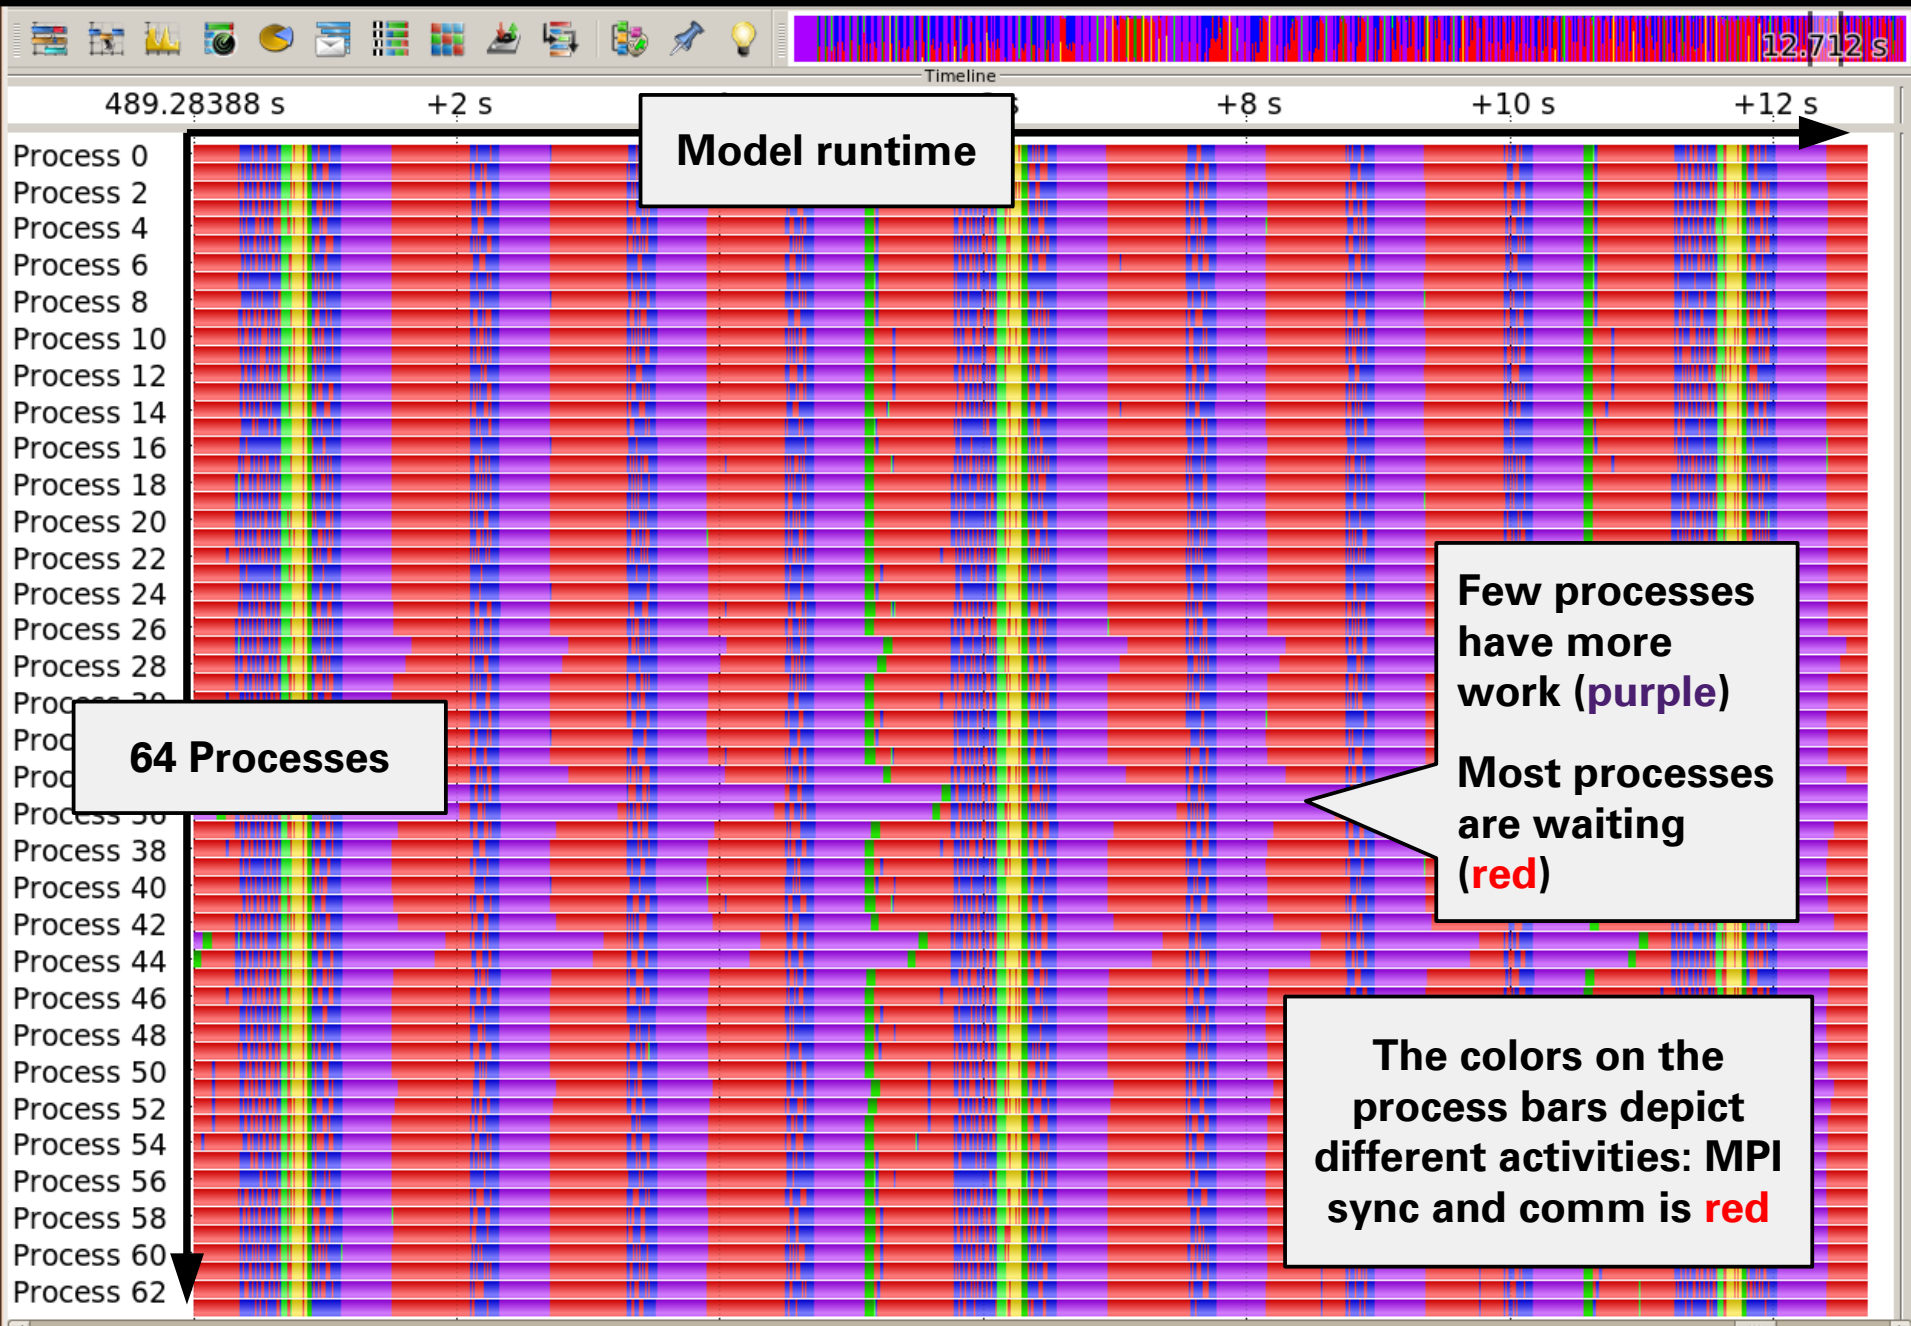 12.712 s
Timeline
489.28388 s +2 s +8 s +10 s +12 s
Model runtime
Process 0
Process 2
Process 4
Process 6
Process 8
Process 10
Process 12
Process 14
Process 16
Process 18
Process 20
Process 22
Process 24
Process 26
Process 28
64 Processes
Process 38
Process 40
Process 42
Process 44
Process 46
Process 48
Process 50
Process 52
Process 54
Process 56
Process 58
Process 60
Process 62
Few processes
have more
work (purple)
Most processes
are waiting
(red)
The colors on the
process bars depict
different activities: MPI
sync and comm is red